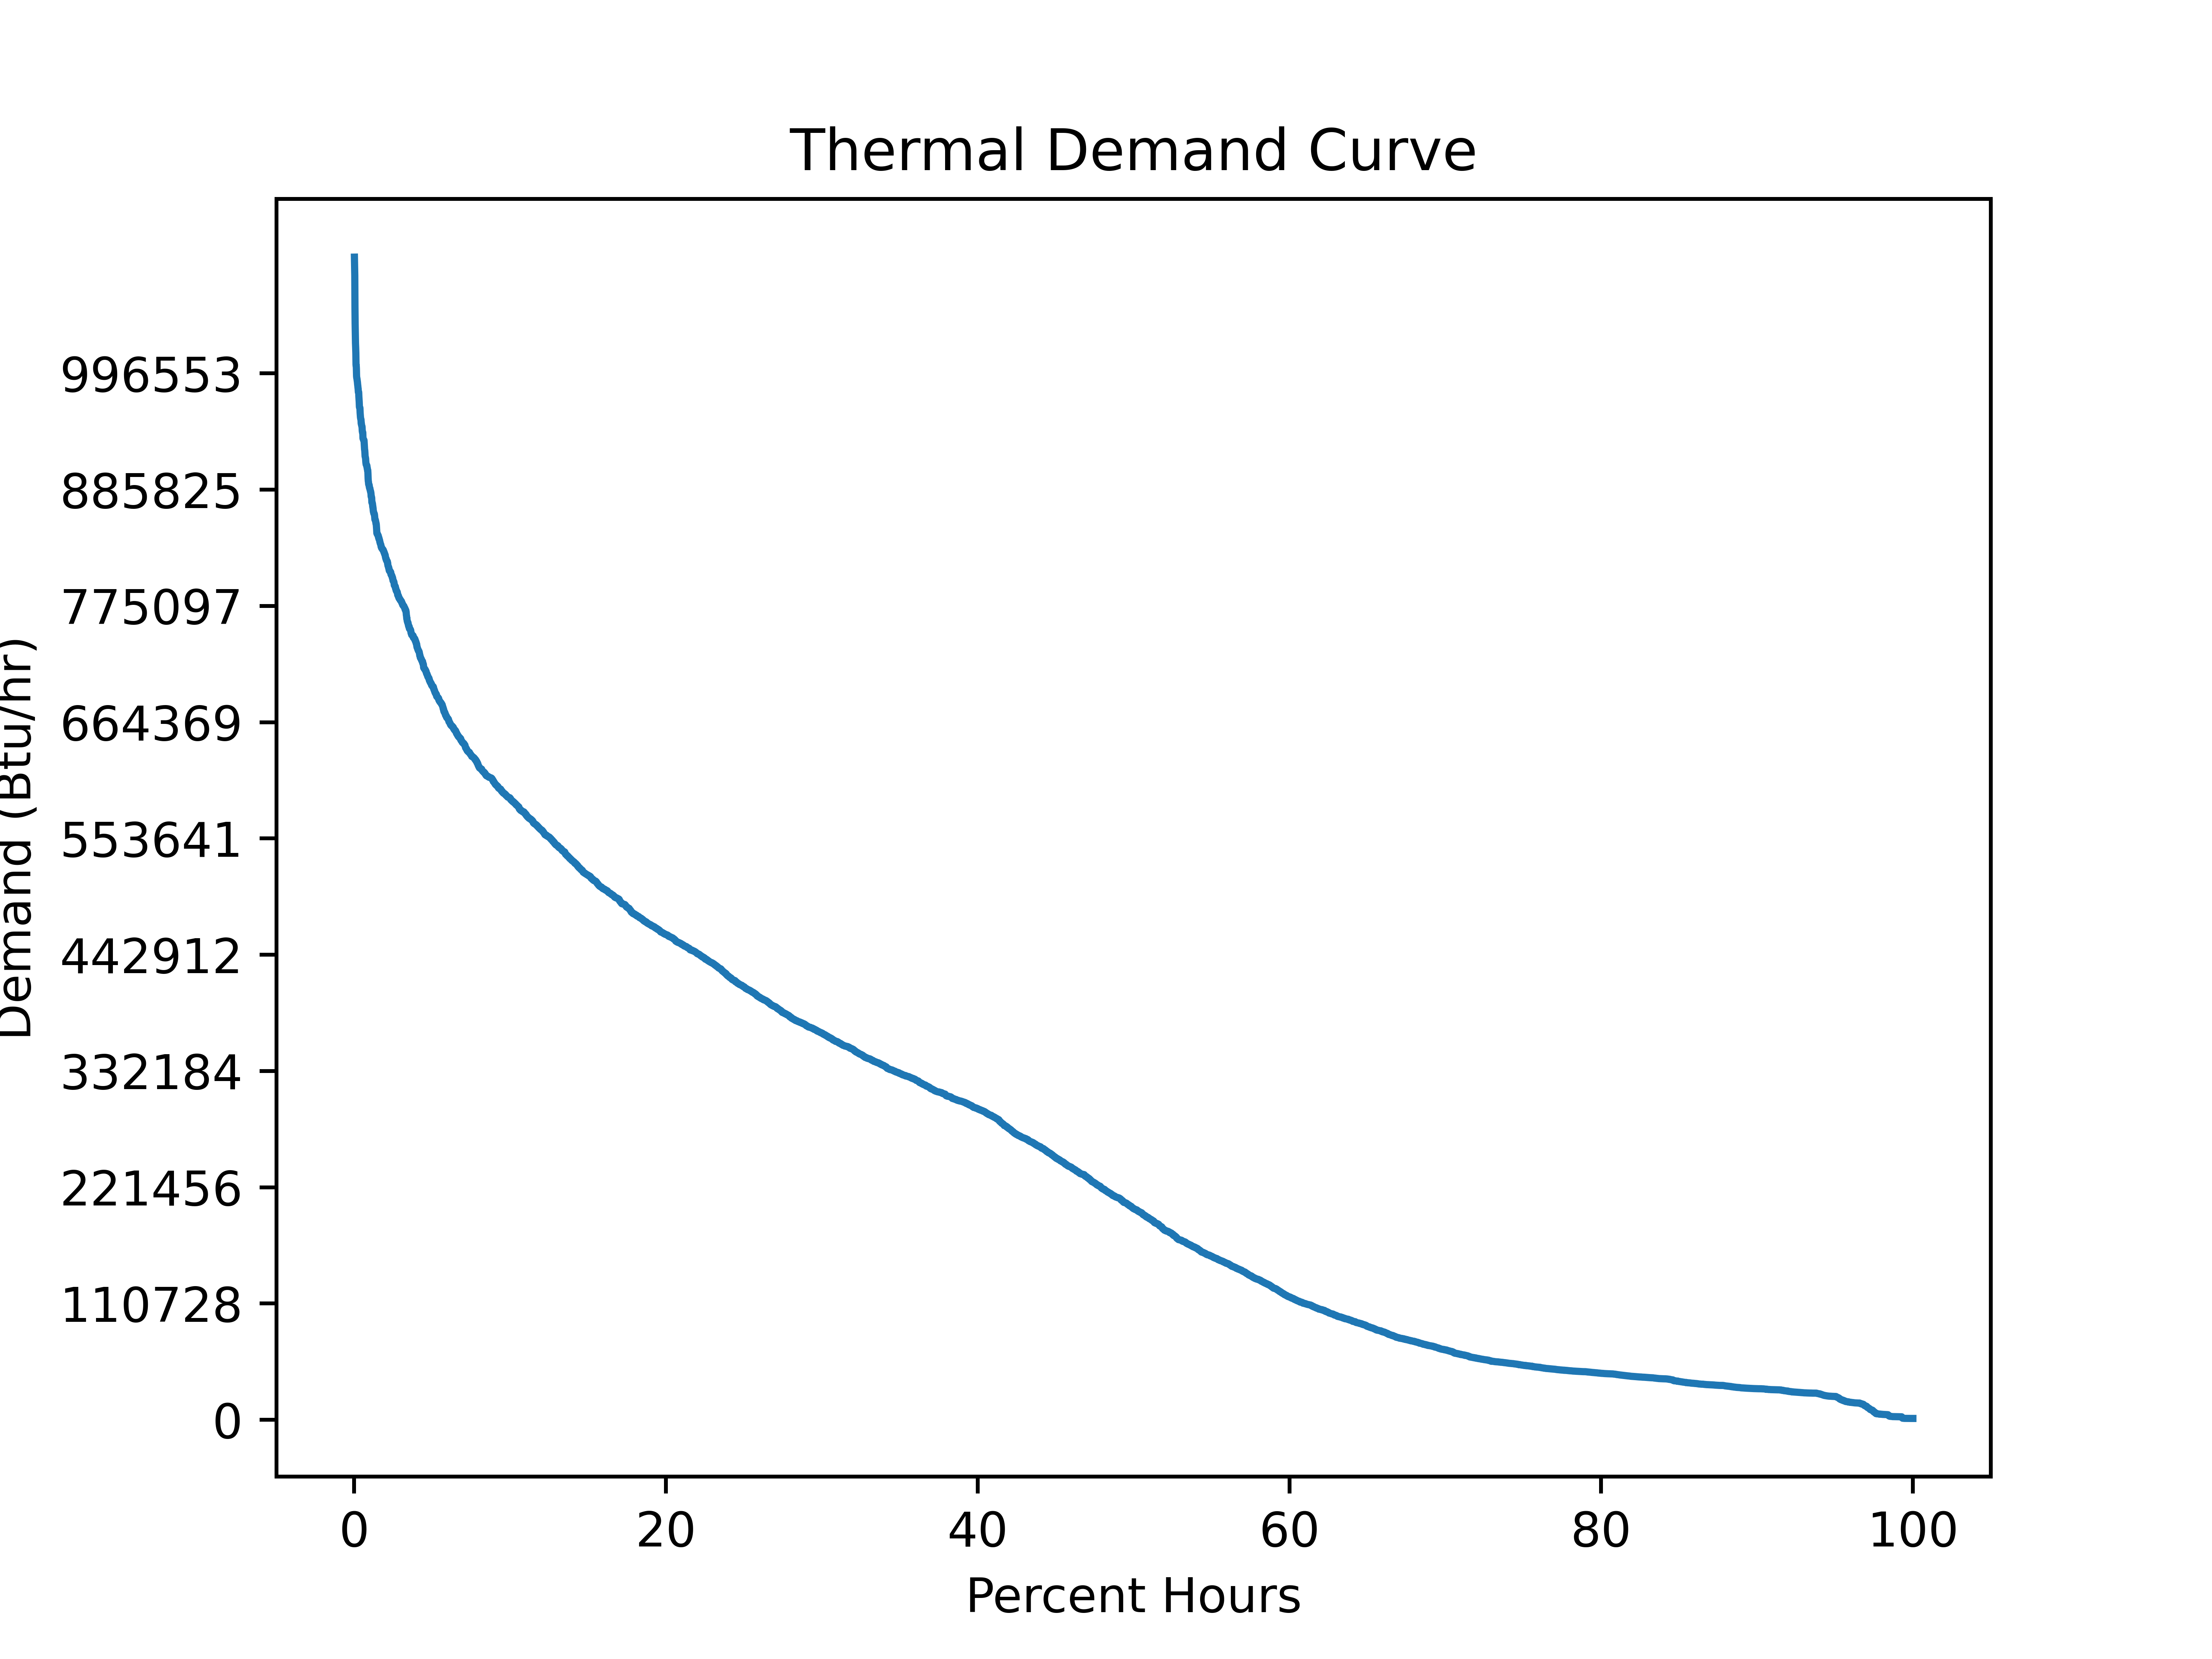 Thermal Demand Curve
Demand (Btu/hr)
996553
885825
775097
664369
553641
442912
332184
221456
110728
0
0 20 40 60 80 100
Percent Hours